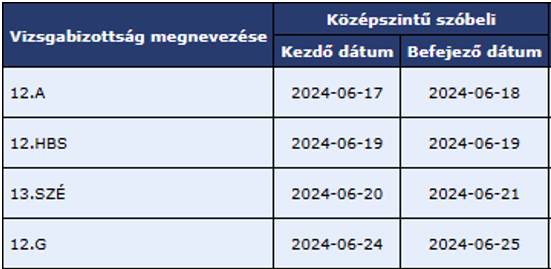 Vizsgabizottság megnevezése
Középszintű szóbeli
Kezdő dátum Befejező dátum
12.A 2024-06-17 2024-06-18
12.HBS 2024-06-19 2024-06-19
13.SZÉ 2024-06-20 2024-06-21
12.G 2024-06-24 2024-06-25